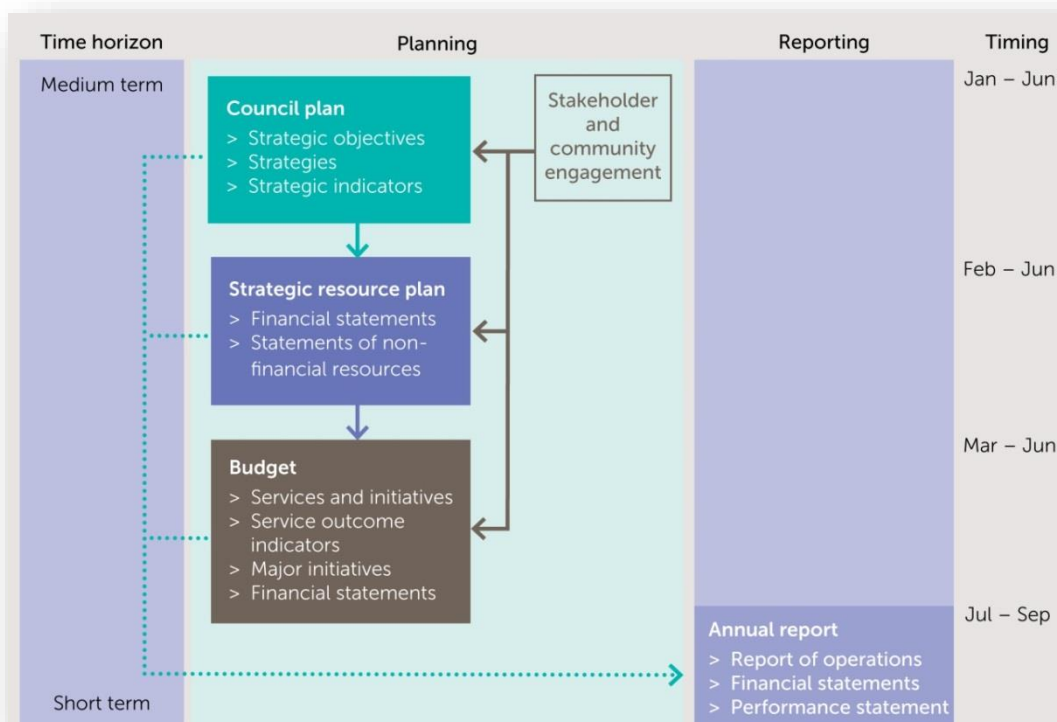 Time horizon
Planning
Reporting
Timing
Medium term
Jan – Jun
Council plan
> Strategic objectives
> Strategies
> Strategic indicators
Stakeholder
and
community
engagement
Feb – Jun
Strategic resource plan
> Financial statements
> Statements of non-
financial resources
Mar – Jun
Budget
> Services and initiatives
> Service outcome
indicators
> Major initiatives
> Financial statements
Jul – Sep
Annual report
> Report of operations
> Financial statements
> Performance statement
Short term